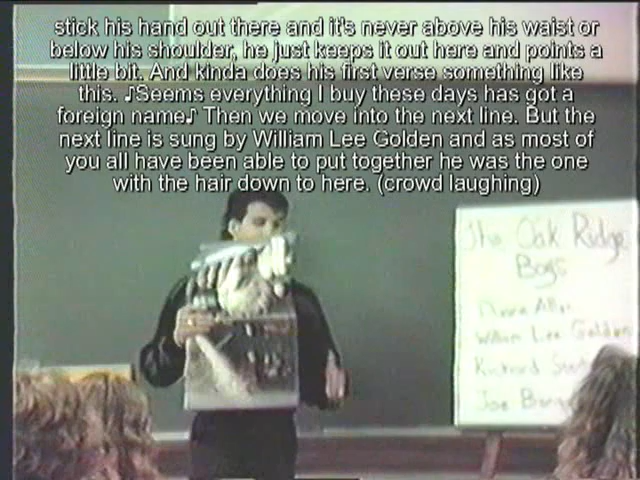 stick his hand out there and it's never above his waist or
below his shoulder, he just keeps it out here and points a
little bit. And kinda does his first verse something like
this. ♪Seems everything I buy these days has got a
foreign name♪ Then we move into the next line. But the
next line is sung by William Lee Golden and as most of
you all have been able to put together he was the one
with the hair down to here. (crowd laughing)
The Oak Ridge
Boys
William Lee Golden
Richard
Joe